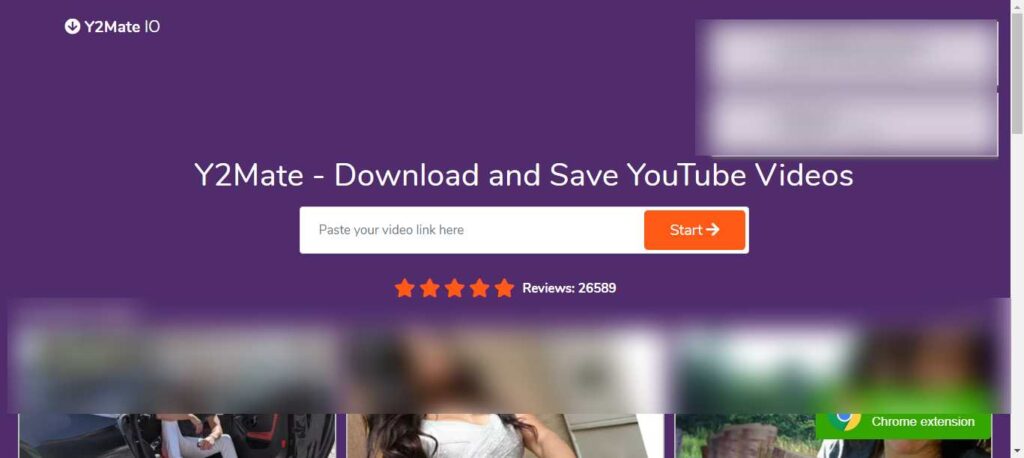 Y2Mate IO
Y2Mate - Download and Save YouTube Videos
Paste your video link here
Start
Reviews: 26589
Chrome extension